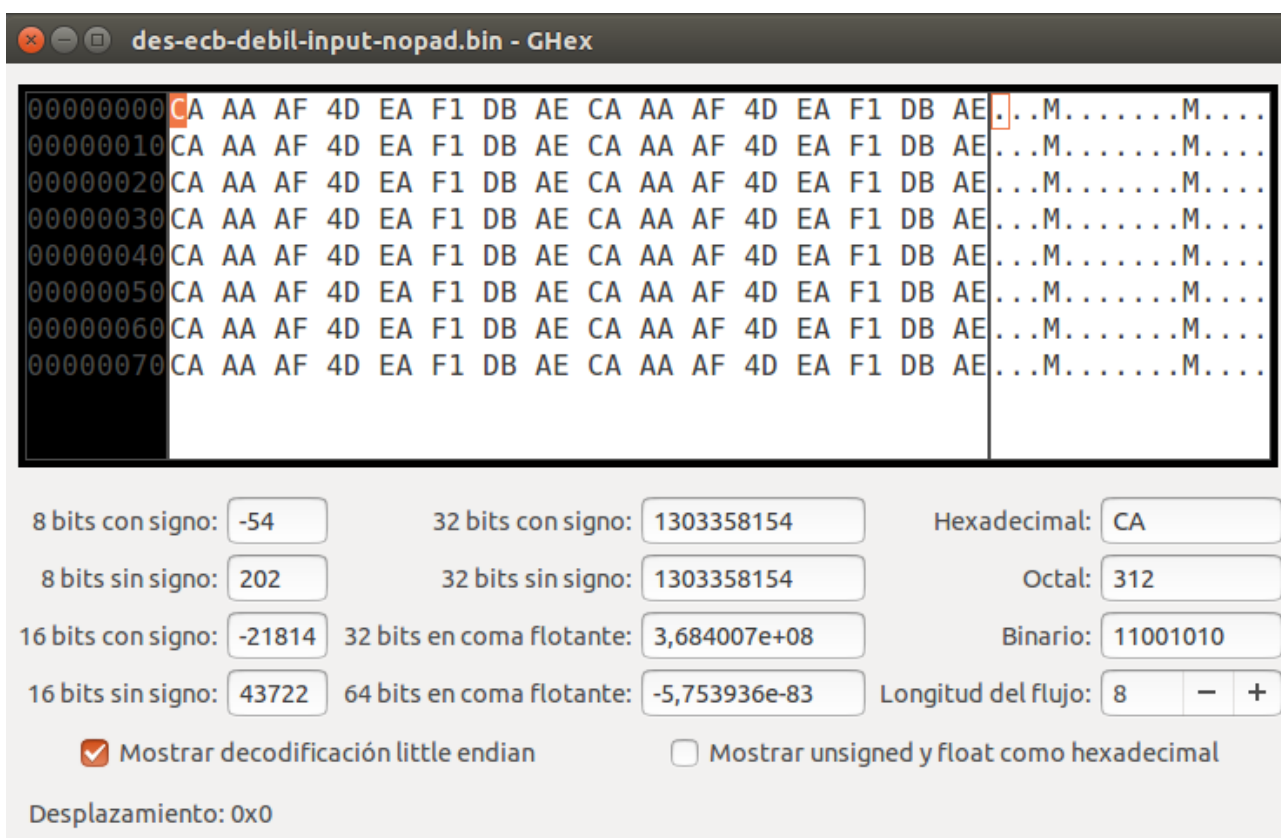 des-ecb-debil-input-nopad.bin - GHex
00000000 CA AA AF 4D EA F1 DB AE CA AA AF 4D EA F1 DB AE ...M.......M....
00000010 CA AA AF 4D EA F1 DB AE CA AA AF 4D EA F1 DB AE ...M.......M....
00000020 CA AA AF 4D EA F1 DB AE CA AA AF 4D EA F1 DB AE ...M.......M....
00000030 CA AA AF 4D EA F1 DB AE CA AA AF 4D EA F1 DB AE ...M.......M....
00000040 CA AA AF 4D EA F1 DB AE CA AA AF 4D EA F1 DB AE ...M.......M....
00000050 CA AA AF 4D EA F1 DB AE CA AA AF 4D EA F1 DB AE ...M.......M....
00000060 CA AA AF 4D EA F1 DB AE CA AA AF 4D EA F1 DB AE ...M.......M....
00000070 CA AA AF 4D EA F1 DB AE CA AA AF 4D EA F1 DB AE ...M.......M....
8 bits con signo: -54 32 bits con signo: 1303358154 Hexadecimal: CA
8 bits sin signo: 202 32 bits sin signo: 1303358154 Octal: 312
16 bits con signo: -21814 32 bits en coma flotante: 3,684007e+08 Binario: 11001010
16 bits sin signo: 43722 64 bits en coma flotante: -5,753936e-83 Longitud del flujo: 8 − +
Mostrar decodificación little endian Mostrar unsigned y float como hexadecimal
Desplazamiento: 0x0